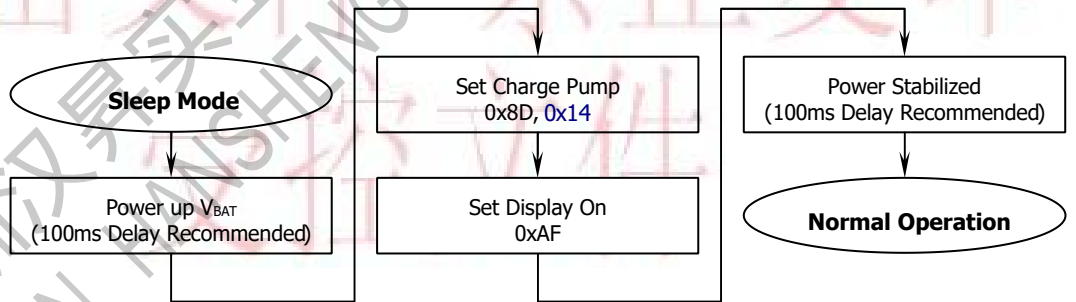 Sleep Mode
Power up VBAT
(100ms Delay Recommended)
Set Charge Pump
0x8D, 0x14
Set Display On
0xAF
Power Stabilized
(100ms Delay Recommended)
Normal Operation
HANSHENG